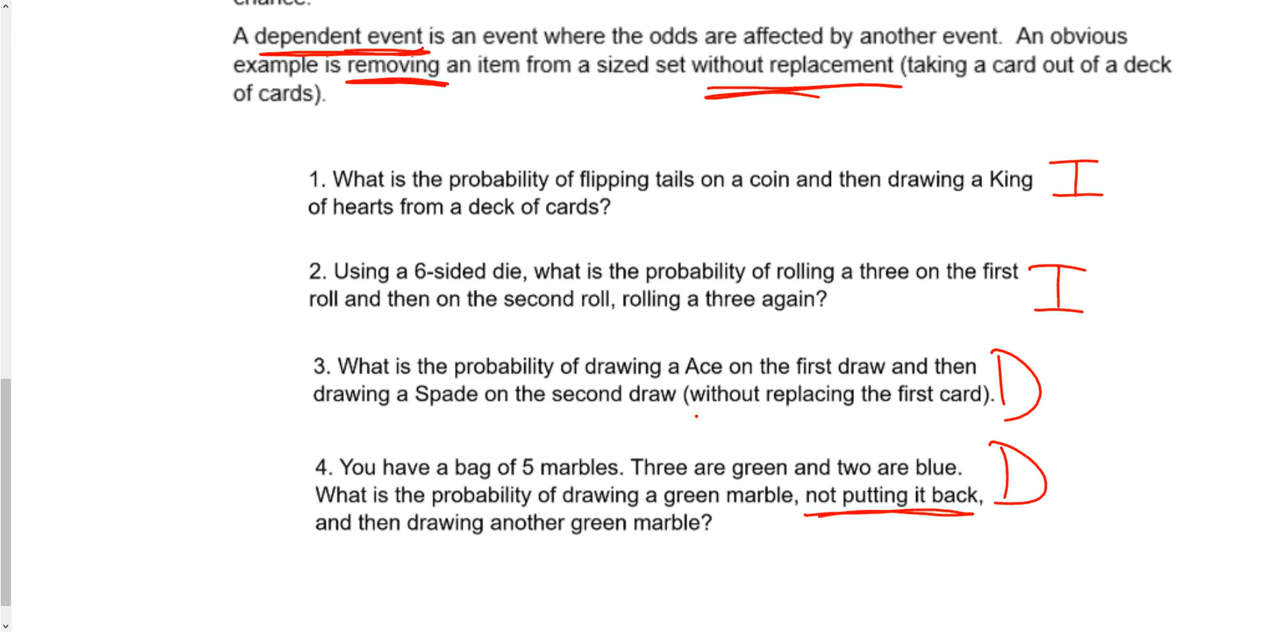 chance.
A dependent event is an event where the odds are affected by another event. An obvious
example is removing an item from a sized set without replacement (taking a card out of a deck
of cards).
1. What is the probability of flipping tails on a coin and then drawing a King
of hearts from a deck of cards?
I
2. Using a 6-sided die, what is the probability of rolling a three on the first
roll and then on the second roll, rolling a three again?
I
3. What is the probability of drawing a Ace on the first draw and then
drawing a Spade on the second draw (without replacing the first card).
D
4. You have a bag of 5 marbles. Three are green and two are blue.
What is the probability of drawing a green marble, not putting it back,
and then drawing another green marble?
D